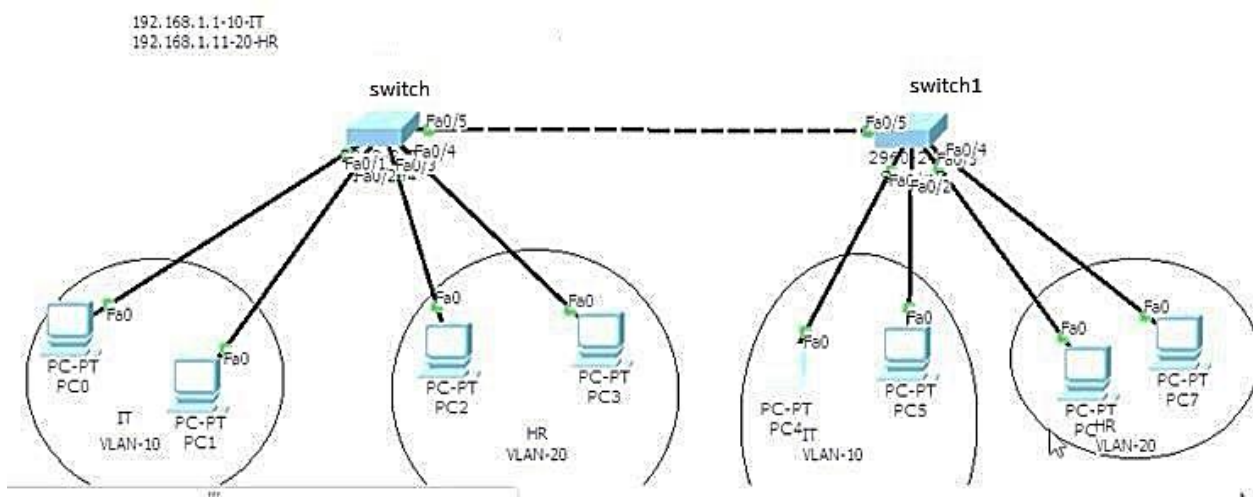 192.168.1.1-10-IT
192.168.1.11-20-HR
switch
switch1
Fa0/5
Fa0/5
Fa0/1
Fa0/2
Fa0/3
Fa0/4
Fa0/2
Fa0/4
Fa0
PC-PT
PC0
Fa0
PC-PT
PC1
IT
VLAN-10
Fa0
PC-PT
PC2
Fa0
PC-PT
PC3
HR
VLAN-20
Fa0
PC-PT
PC4
IT
VLAN-10
Fa0
PC-PT
PC5
Fa0
PC-PT
HR
VLAN-20
Fa0
PC-PT
PC7